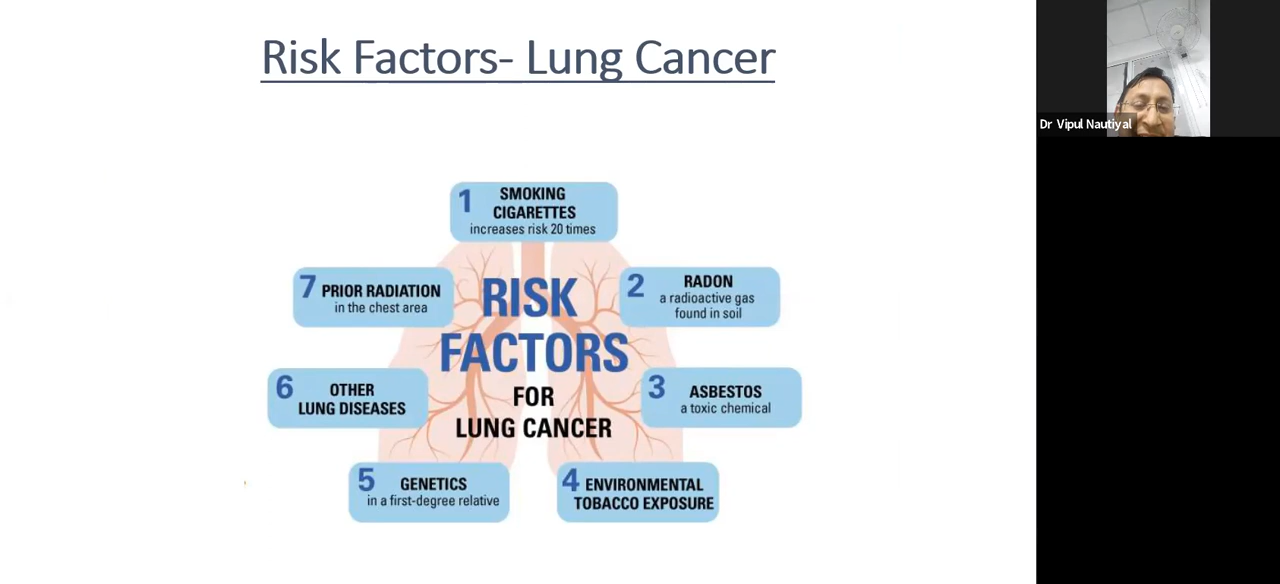 Risk Factors- Lung Cancer
Dr Vipul Nautiyal
1 SMOKING
CIGARETTES
increases risk 20 times
7 PRIOR RADIATION
in the chest area
RISK
FACTORS
FOR
LUNG CANCER
2 RADON
a radioactive gas
found in soil
6 OTHER
LUNG DISEASES
3 ASBESTOS
a toxic chemical
5 GENETICS
in a first-degree relative
4 ENVIRONMENTAL
TOBACCO EXPOSURE